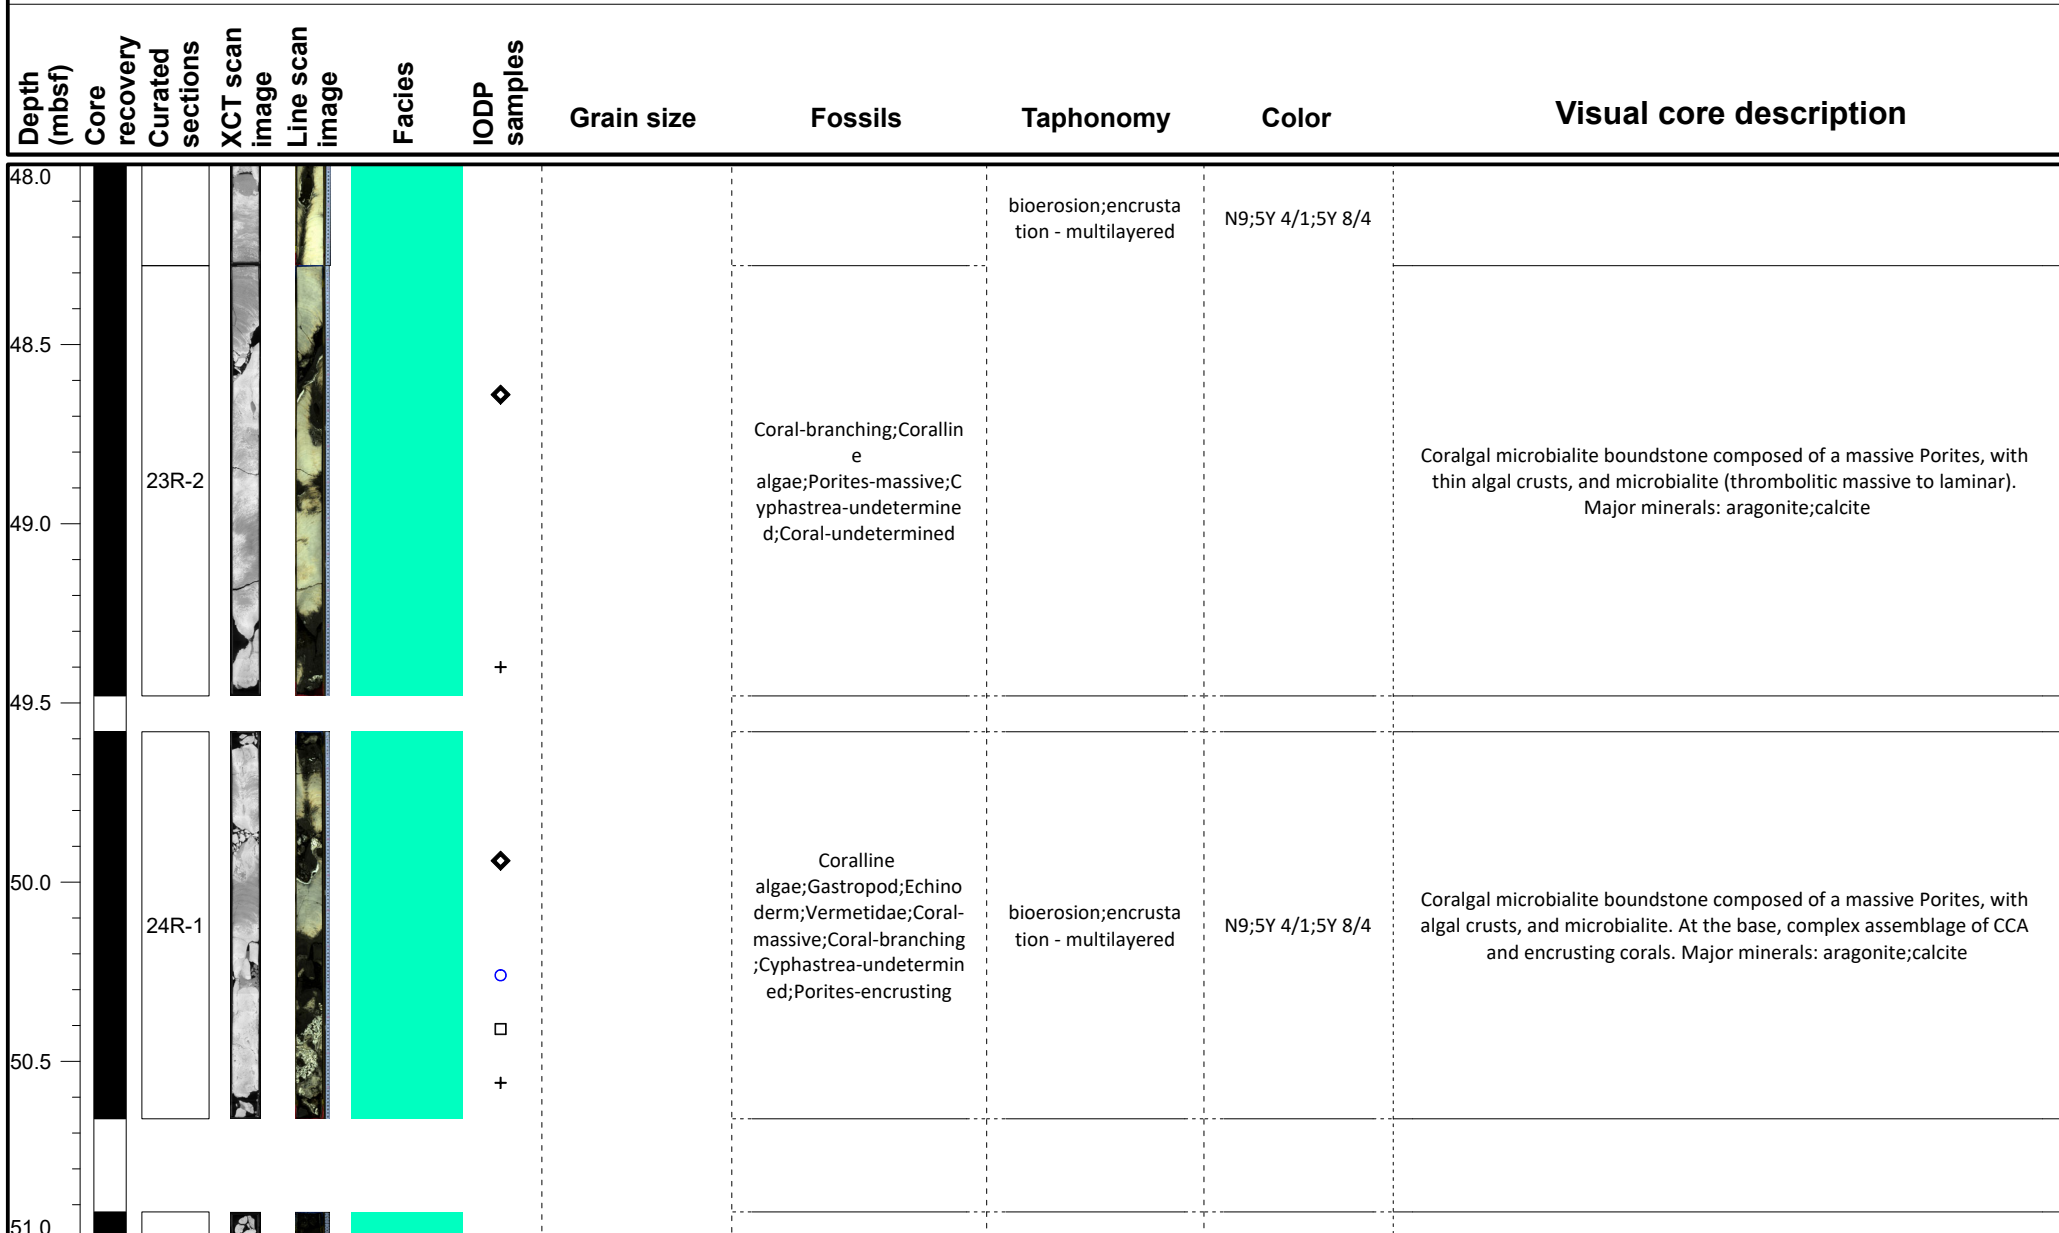 Depth
(mbsf)
Core
recovery
Curated
sections
XCT scan
image
Line scan
image
Facies
IODP
samples
Grain size
Fossils
Taphonomy
Color
Visual core description
48.0
bioerosion;encrusta
tion - multilayered
N9;5Y 4/1;5Y 8/4
48.5
23R-2
Coral-branching;Corallin
e
algae;Porites-massive;C
yphastrea-undetermine
d;Coral-undetermined
Coralgal microbialite boundstone composed of a massive Porites, with
thin algal crusts, and microbialite (thrombolitic massive to laminar).
Major minerals: aragonite;calcite
49.0
49.5
50.0
24R-1
Coralline
algae;Gastropod;Echino
derm;Vermetidae;Coral-
massive;Coral-branching
;Cyphastrea-undetermin
ed;Porites-encrusting
bioerosion;encrusta
tion - multilayered
N9;5Y 4/1;5Y 8/4
Coralgal microbialite boundstone composed of a massive Porites, with
algal crusts, and microbialite. At the base, complex assemblage of CCA
and encrusting corals. Major minerals: aragonite;calcite
50.5
51.0